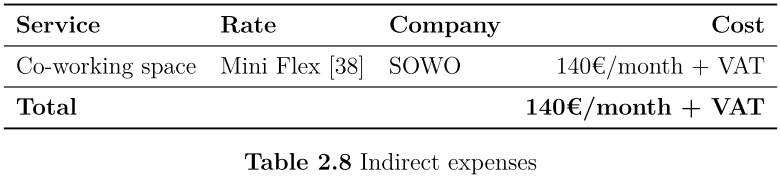 Service Rate Company Cost
Co-working space Mini Flex [38] SOWO 140€/month + VAT
Total 140€/month + VAT
Table 2.8 Indirect expenses